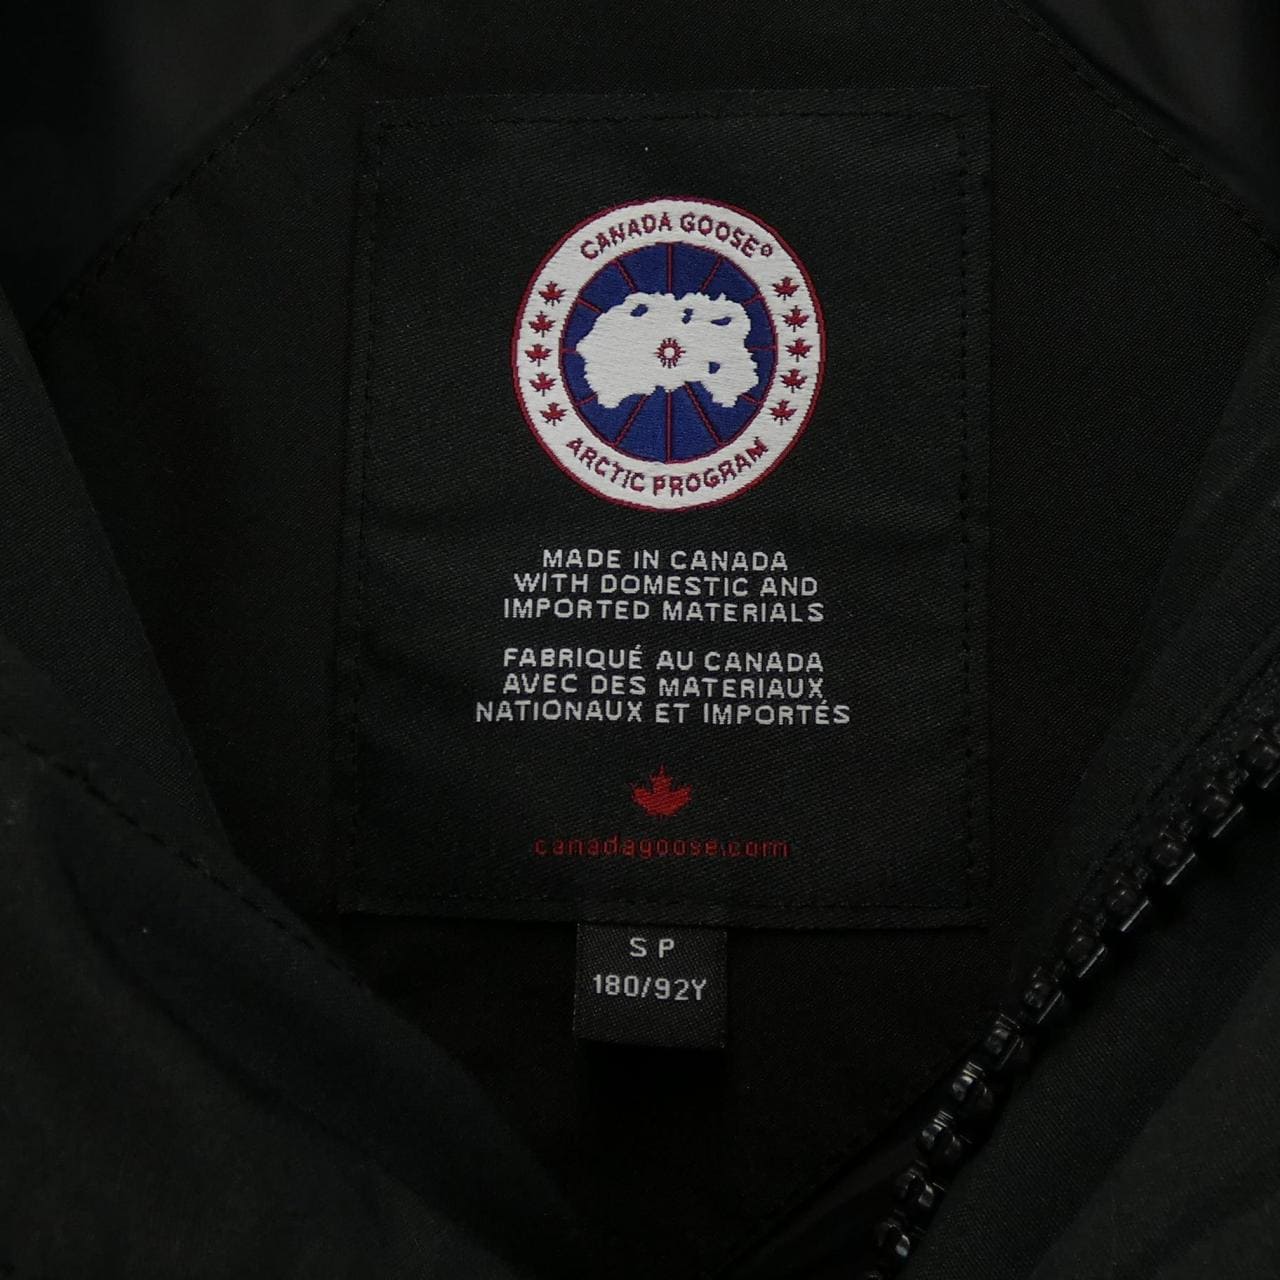 CANADA GOOSE®
ARCTIC PROGRAM
MADE IN CANADA
WITH DOMESTIC AND
IMPORTED MATERIALS
FABRIQUÉ AU CANADA
AVEC DES MATERIAUX
NATIONAUX ET IMPORTÉS
canadagoose.com
S P
180/92Y